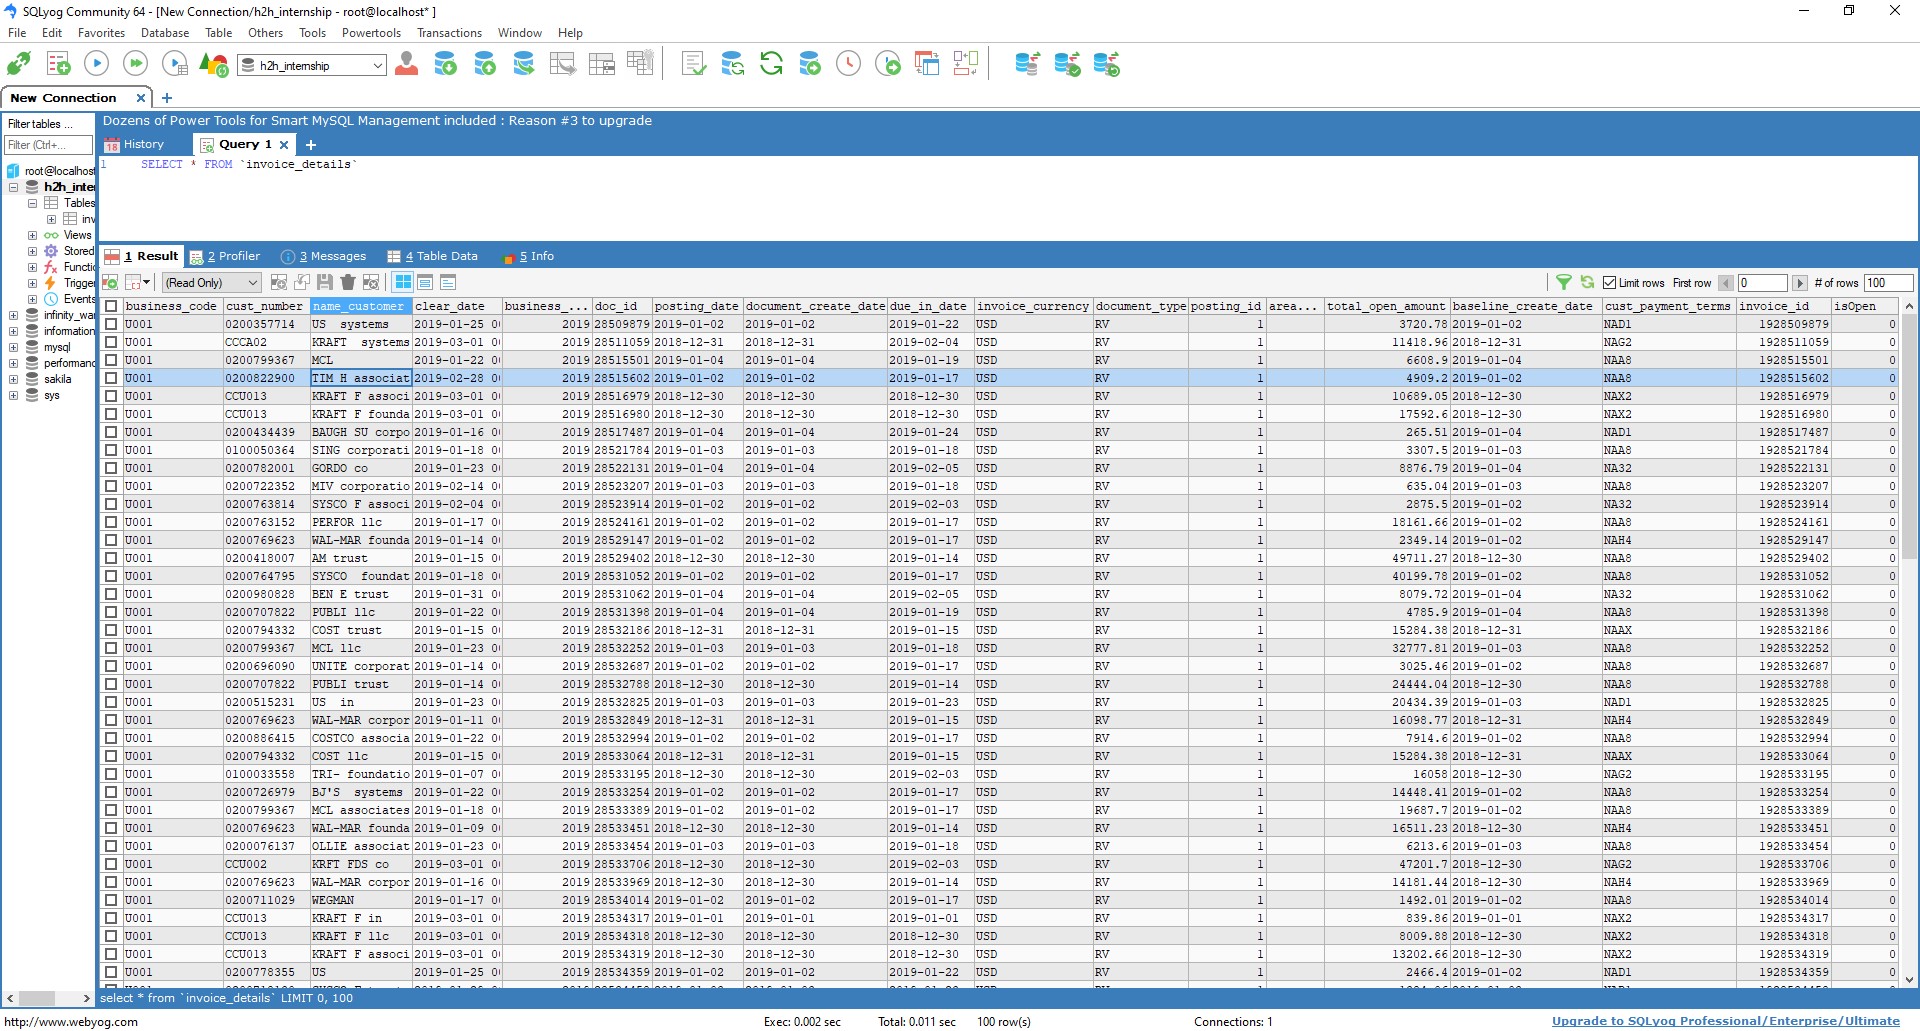 SQLyog Community 64 - [New Connection/h2h_internship - root@localhost* ]
File Edit Favorites Database Table Others Tools Powertools Transactions Window Help
h2h_internship
New Connection
Filter tables ...
Dozens of Power Tools for Smart MySQL Management included : Reason #3 to upgrade
Filter (Ctrl+...
18 History Query 1
1 SELECT * FROM `invoice_details`
root@localhost
h2h_inter
Tables
inv
Views
Stored
Functio
Trigger
Events
infinity_war
information
mysql
performanc
sakila
sys
1 Result 2 Profiler 3 Messages 4 Table Data 5 Info
(Read Only) Limit rows First row 0 # of rows 100
business_code cust_number name_customer clear_date business_... doc_id posting_date document_create_date due_in_date invoice_currency document_type posting_id area... total_open_amount baseline_create_date cust_payment_terms invoice_id isOpen
U001 0200357714 US systems 2019-01-25 0 2019 28509879 2019-01-02 2019-01-02 2019-01-22 USD RV 1 3720.78 2019-01-02 NAD1 1928509879 0
U001 CCCA02 KRAFT systems 2019-03-01 0 2019 28511059 2018-12-31 2018-12-31 2019-02-04 USD RV 1 11418.96 2018-12-31 NAG2 1928511059 0
U001 0200799367 MCL 2019-01-22 0 2019 28515501 2019-01-04 2019-01-04 2019-01-19 USD RV 1 6608.9 2019-01-04 NAA8 1928515501 0
U001 0200822900 TIM H associat 2019-02-28 0 2019 28515602 2019-01-02 2019-01-02 2019-01-17 USD RV 1 4909.2 2019-01-02 NAA8 1928515602 0
U001 CCU013 KRAFT F associ 2019-03-01 0 2019 28516979 2018-12-30 2018-12-30 2018-12-30 USD RV 1 10689.05 2018-12-30 NAX2 1928516979 0
U001 CCU013 KRAFT F founda 2019-03-01 0 2019 28516980 2018-12-30 2018-12-30 2018-12-30 USD RV 1 17592.6 2018-12-30 NAX2 1928516980 0
U001 0200434439 BAUGH SU corpo 2019-01-16 0 2019 28517487 2019-01-04 2019-01-04 2019-01-24 USD RV 1 265.51 2019-01-04 NAD1 1928517487 0
U001 0100050364 SING corporati 2019-01-18 0 2019 28521784 2019-01-03 2019-01-03 2019-01-18 USD RV 1 3307.5 2019-01-03 NAA8 1928521784 0
U001 0200782001 GORDO co 2019-01-23 0 2019 28522131 2019-01-04 2019-01-04 2019-02-05 USD RV 1 8876.79 2019-01-04 NA32 1928522131 0
U001 0200722352 MIV corporatio 2019-02-14 0 2019 28523207 2019-01-03 2019-01-03 2019-01-18 USD RV 1 635.04 2019-01-03 NAA8 1928523207 0
U001 0200763814 SYSCO F associ 2019-02-04 0 2019 28523914 2019-01-02 2019-01-02 2019-02-03 USD RV 1 2875.5 2019-01-02 NA32 1928523914 0
U001 0200763152 PERFOR llc 2019-01-17 0 2019 28524161 2019-01-02 2019-01-02 2019-01-17 USD RV 1 18161.66 2019-01-02 NAA8 1928524161 0
U001 0200769623 WAL-MAR founda 2019-01-14 0 2019 28529147 2019-01-02 2019-01-02 2019-01-17 USD RV 1 2349.14 2019-01-02 NAH4 1928529147 0
U001 0200418007 AM trust 2019-01-15 0 2019 28529402 2018-12-30 2018-12-30 2019-01-14 USD RV 1 49711.27 2018-12-30 NAA8 1928529402 0
U001 0200764795 SYSCO foundat 2019-01-18 0 2019 28531052 2019-01-02 2019-01-02 2019-01-17 USD RV 1 40199.78 2019-01-02 NAA8 1928531052 0
U001 0200980828 BEN E trust 2019-01-31 0 2019 28531062 2019-01-04 2019-01-04 2019-02-05 USD RV 1 8079.72 2019-01-04 NA32 1928531062 0
U001 0200707822 PUBLI llc 2019-01-22 0 2019 28531398 2019-01-04 2019-01-04 2019-01-19 USD RV 1 4785.9 2019-01-04 NAA8 1928531398 0
U001 0200794332 COST trust 2019-01-15 0 2019 28532186 2018-12-31 2018-12-31 2019-01-15 USD RV 1 15284.38 2018-12-31 NAAX 1928532186 0
U001 0200799367 MCL llc 2019-01-23 0 2019 28532252 2019-01-03 2019-01-03 2019-01-18 USD RV 1 32777.81 2019-01-03 NAA8 1928532252 0
U001 0200696090 UNITE corporat 2019-01-14 0 2019 28532687 2019-01-02 2019-01-02 2019-01-17 USD RV 1 3025.46 2019-01-02 NAA8 1928532687 0
U001 0200707822 PUBLI trust 2019-01-14 0 2019 28532788 2018-12-30 2018-12-30 2019-01-14 USD RV 1 24444.04 2018-12-30 NAA8 1928532788 0
U001 0200515231 US in 2019-01-23 0 2019 28532825 2019-01-03 2019-01-03 2019-01-23 USD RV 1 20434.39 2019-01-03 NAD1 1928532825 0
U001 0200769623 WAL-MAR corpor 2019-01-11 0 2019 28532849 2018-12-31 2018-12-31 2019-01-15 USD RV 1 16098.77 2018-12-31 NAH4 1928532849 0
U001 0200886415 COSTCO associa 2019-01-22 0 2019 28532994 2019-01-02 2019-01-02 2019-01-17 USD RV 1 7914.6 2019-01-02 NAA8 1928532994 0
U001 0200794332 COST llc 2019-01-15 0 2019 28533064 2018-12-31 2018-12-31 2019-01-15 USD RV 1 15284.38 2018-12-31 NAAX 1928533064 0
U001 0100033558 TRI- foundatio 2019-01-07 0 2019 28533195 2018-12-30 2018-12-30 2019-02-03 USD RV 1 16058 2018-12-30 NAG2 1928533195 0
U001 0200726979 BJ'S systems 2019-01-22 0 2019 28533254 2019-01-02 2019-01-02 2019-01-17 USD RV 1 14448.41 2019-01-02 NAA8 1928533254 0
U001 0200799367 MCL associates 2019-01-18 0 2019 28533389 2019-01-02 2019-01-02 2019-01-17 USD RV 1 19687.7 2019-01-02 NAA8 1928533389 0
U001 0200769623 WAL-MAR founda 2019-01-09 0 2019 28533451 2018-12-30 2018-12-30 2019-01-14 USD RV 1 16511.23 2018-12-30 NAH4 1928533451 0
U001 0200076137 OLLIE associat 2019-01-23 0 2019 28533454 2019-01-03 2019-01-03 2019-01-18 USD RV 1 6213.6 2019-01-03 NAA8 1928533454 0
U001 CCU002 KRFT FDS co 2019-03-01 0 2019 28533706 2018-12-30 2018-12-30 2019-02-03 USD RV 1 47201.7 2018-12-30 NAG2 1928533706 0
U001 0200769623 WAL-MAR corpor 2019-01-16 0 2019 28533969 2018-12-30 2018-12-30 2019-01-14 USD RV 1 14181.44 2018-12-30 NAH4 1928533969 0
U001 0200711029 WEGMAN 2019-01-17 0 2019 28534014 2019-01-02 2019-01-02 2019-01-17 USD RV 1 1492.01 2019-01-02 NAA8 1928534014 0
U001 CCU013 KRAFT F in 2019-03-01 0 2019 28534317 2019-01-01 2019-01-01 2019-01-01 USD RV 1 839.86 2019-01-01 NAX2 1928534317 0
U001 CCU013 KRAFT F llc 2019-03-01 0 2019 28534318 2018-12-30 2018-12-30 2018-12-30 USD RV 1 8009.88 2018-12-30 NAX2 1928534318 0
U001 CCU013 KRAFT F associ 2019-03-01 0 2019 28534319 2018-12-30 2018-12-30 2018-12-30 USD RV 1 13202.66 2018-12-30 NAX2 1928534319 0
U001 0200778355 US 2019-01-25 0 2019 28534359 2019-01-02 2019-01-02 2019-01-22 USD RV 1 2466.4 2019-01-02 NAD1 1928534359 0
select * from `invoice_details` LIMIT 0, 100
http://www.webyog.com Exec: 0.002 sec Total: 0.011 sec 100 row(s) Connections: 1 Upgrade to SQLyog Professional/Enterprise/Ultimate